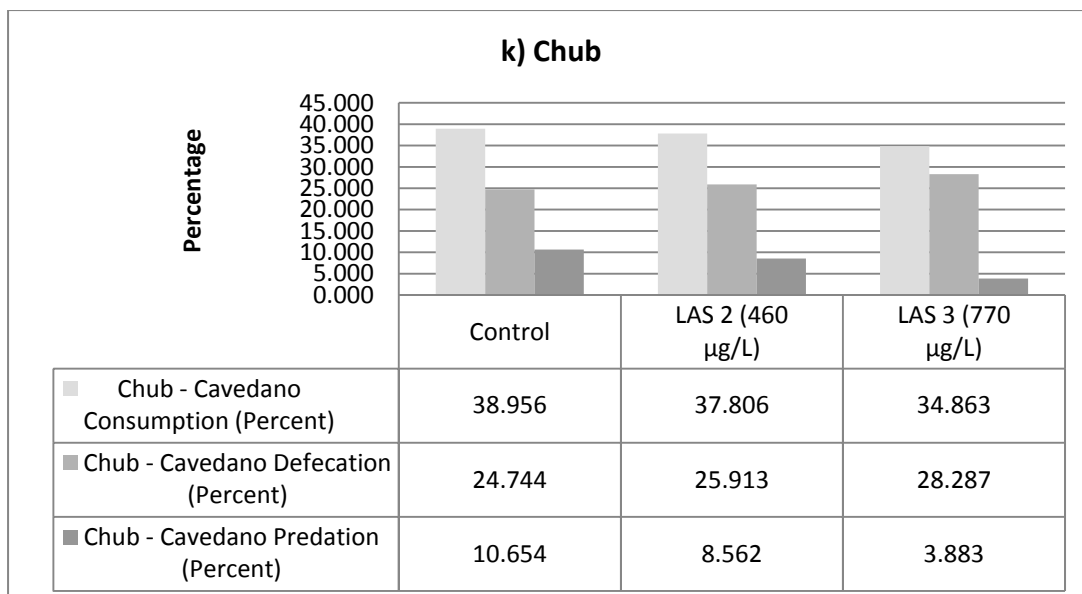 k) Chub
Percentage
45.000
40.000
35.000
30.000
25.000
20.000
15.000
10.000
5.000
0.000
Control
LAS 2 (460
µg/L)
LAS 3 (770
µg/L)
Chub - Cavedano
Consumption (Percent)
38.956
37.806
34.863
Chub - Cavedano Defecation
(Percent)
24.744
25.913
28.287
Chub - Cavedano Predation
(Percent)
10.654
8.562
3.883